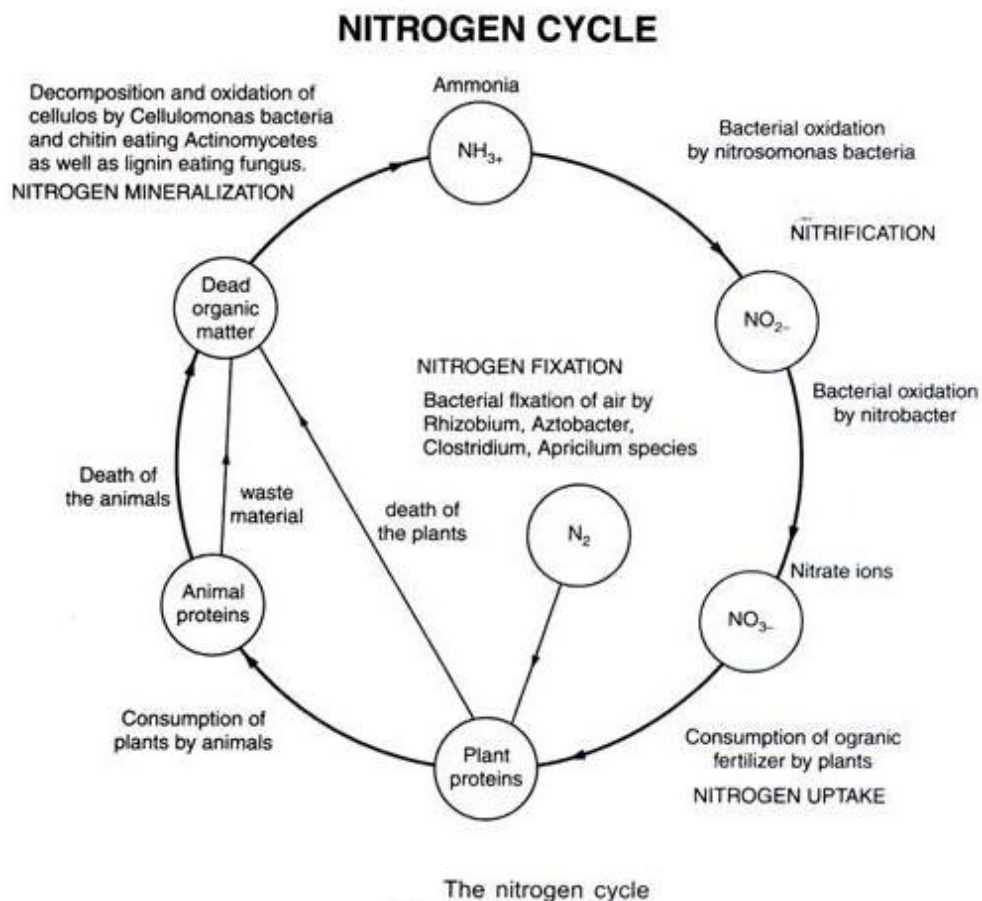 NITROGEN CYCLE
Decomposition and oxidation of
cellulos by Cellulomonas bacteria
and chitin eating Actinomycetes
as well as lignin eating fungus.
NITROGEN MINERALIZATION
Ammonia
NH₃₊
Bacterial oxidation
by nitrosomonas bacteria
NITRIFICATION
Dead
organic
matter
NO₂₋
NITROGEN FIXATION
Bacterial fixation of air by
Rhizobium, Aztobacter,
Clostridium, Apricilum species
Bacterial oxidation
by nitrobacter
Death of
the animals
waste
material
death of
the plants
N₂
Nitrate ions
Animal
proteins
NO₃₋
Consumption of
plants by animals
Plant
proteins
Consumption of ogranic
fertilizer by plants
NITROGEN UPTAKE
The nitrogen cycle